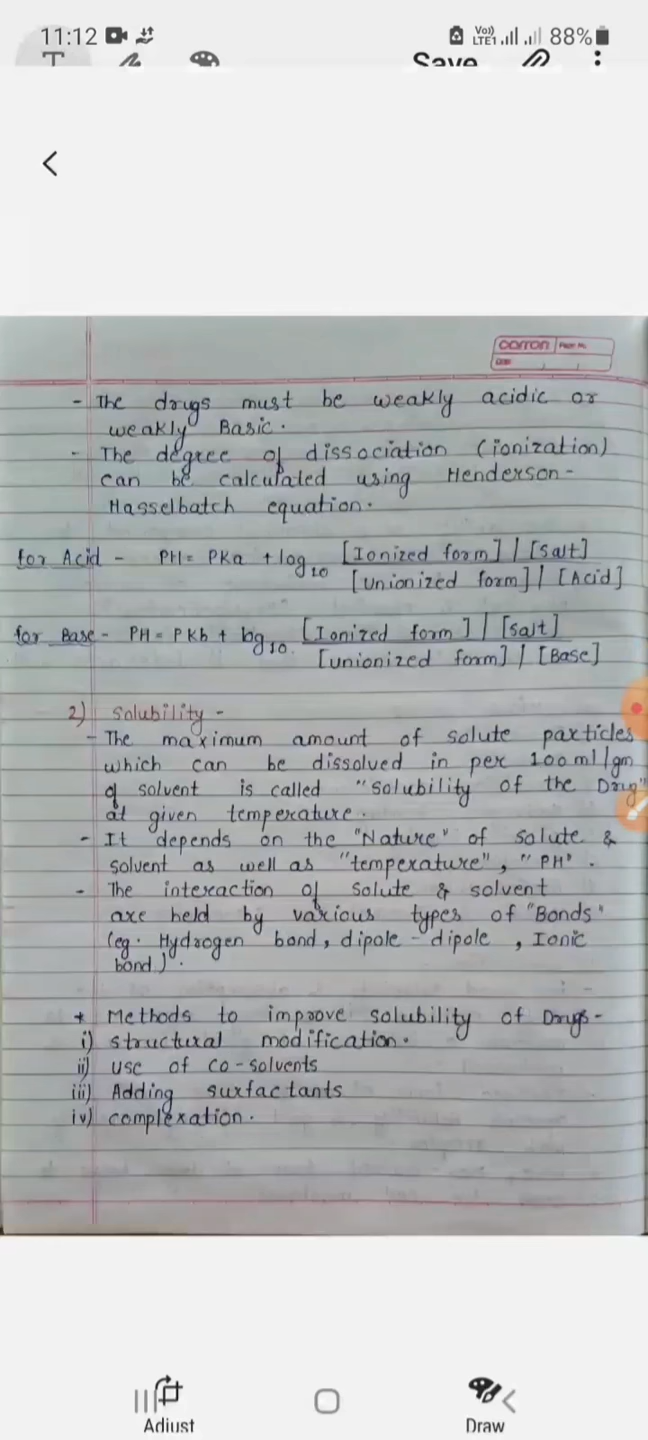 11:12
Vo))
LTE1
88%
T
Save
carron
- The drugs must be weakly acidic or
weakly Basic.
- The degree of dissociation (ionization)
can be calculated using Henderson-
Hasselbatch equation.
for Acid - PH= PKa + log10 [Ionized form] | [Salt]
[Unionized form] | [Acid]
for Base - PH = PKb + log10. [Ionized form] | [salt]
[unionized form] | [Base]
2) Solubility -
- The maximum amount of solute particles
which can be dissolved in per 100ml/gm
of solvent is called "solubility of the Drug"
at given temperature.
- It depends on the "Nature" of solute &
solvent as well as "temperature", "PH".
- The interaction of solute & solvent
are held by various types of "Bonds"
(eg. Hydrogen bond, dipole-dipole, Ionic
bond).
* Methods to improve solubility of Drugs-
i) structural modification.
ii) use of co-solvents
iii) Adding surfactants
iv) complexation.
Adjust
Draw